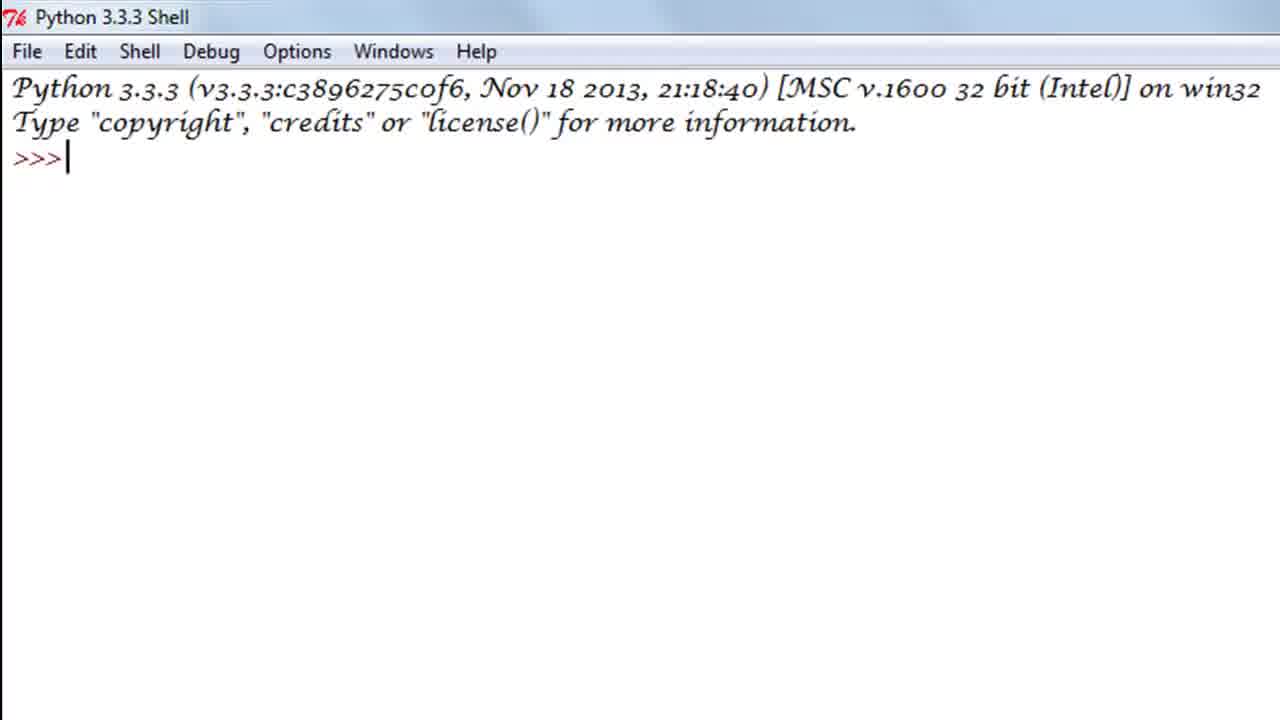 Python 3.3.3 Shell
File Edit Shell Debug Options Windows Help
Python 3.3.3 (v3.3.3:c3896275c0f6, Nov 18 2013, 21:18:40) [MSC v.1600 32 bit (Intel)] on win32
Type "copyright", "credits" or "license()" for more information.
>>>